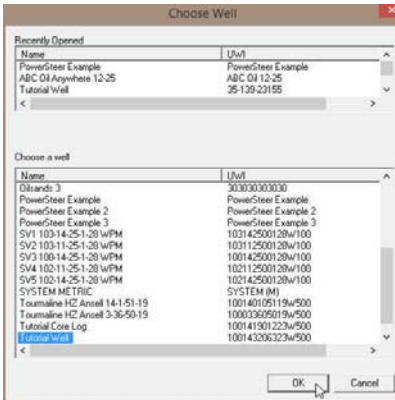 Choose Well
Recently Opened
Name UWI
PowerSteer Example PowerSteer Example
ABC Oil Anywhere 12-25 ABC Oil 12-25
Tutorial Well 35-139-23155
Choose a well
Name UWI
Oilsands 3 303030303030
PowerSteer Example PowerSteer Example
PowerSteer Example 2 PowerSteer Example 2
PowerSteer Example 3 PowerSteer Example 3
SV1 103-14-25-1-28 WPM 103142500128W100
SV2 103-11-25-1-28 WPM 103112500128W100
SV3 100-14-25-1-28 WPM 100142500128W100
SV4 102-11-25-1-28 WPM 102112500128W100
SV5 102-14-25-1-28 WPM 102142500128W100
SYSTEM METRIC SYSTEM (M)
Tourmaline HZ Ansell 14-1-51-19 100140105119W500
Tourmaline HZ Ansell 3-36-50-19 100033605019W500
Tutorial Core Log 100141901223W500
Tutorial Well 100143206323W500
OK Cancel